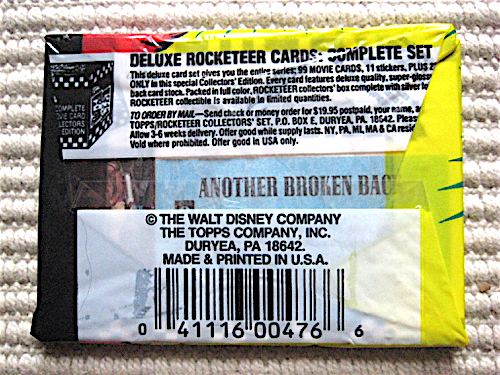 DELUXE ROCKETEER CARDS: COMPLETE SET
This deluxe card set gives you the entire series: 99 MOVIE CARDS, 11 stickers, PLUS
ONLY in this special Collectors' Edition. Every card features deluxe quality, super-glossy
back card stock. Packed in full color, ROCKETEER collectors' box complete with silver
ROCKETEER collectible is available in limited quantities.
TO ORDER BY MAIL—Send check or money order for $19.95 postpaid, your name,
TOPPS/ROCKETEER COLLECTORS' SET, P.O. BOX E, DURYEA, PA, 18642. Please
Allow 3-6 weeks delivery. Offer good while supply lasts. NY, PA, MI, MA & CA
Void where prohibited. Offer good in USA only.
COMPLETE
MOVIE CARD
COLLECTORS
EDITION
ANOTHER BROKEN
© THE WALT DISNEY COMPANY
THE TOPPS COMPANY, INC.
DURYEA, PA 18642.
MADE & PRINTED IN U.S.A.
0 41116 00476 6